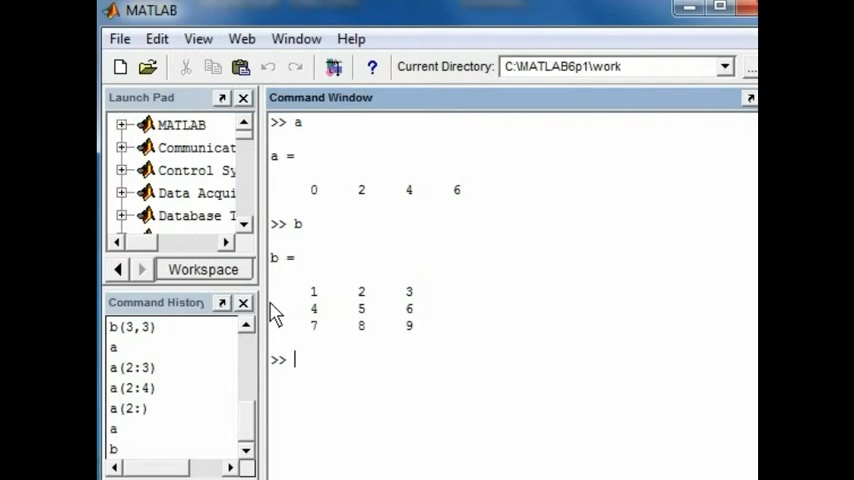 MATLAB
File Edit View Web Window Help
? Current Directory: C:\MATLAB6p1\work ...
Launch Pad
MATLAB
Communicat
Control Sy
Data Acqui
Database T
Workspace
Command History
b(3,3)
a
a(2:3)
a(2:4)
a(2:)
a
b
Command Window
>> a
a =
0 2 4 6
>> b
b =
1 2 3
4 5 6
7 8 9
>>